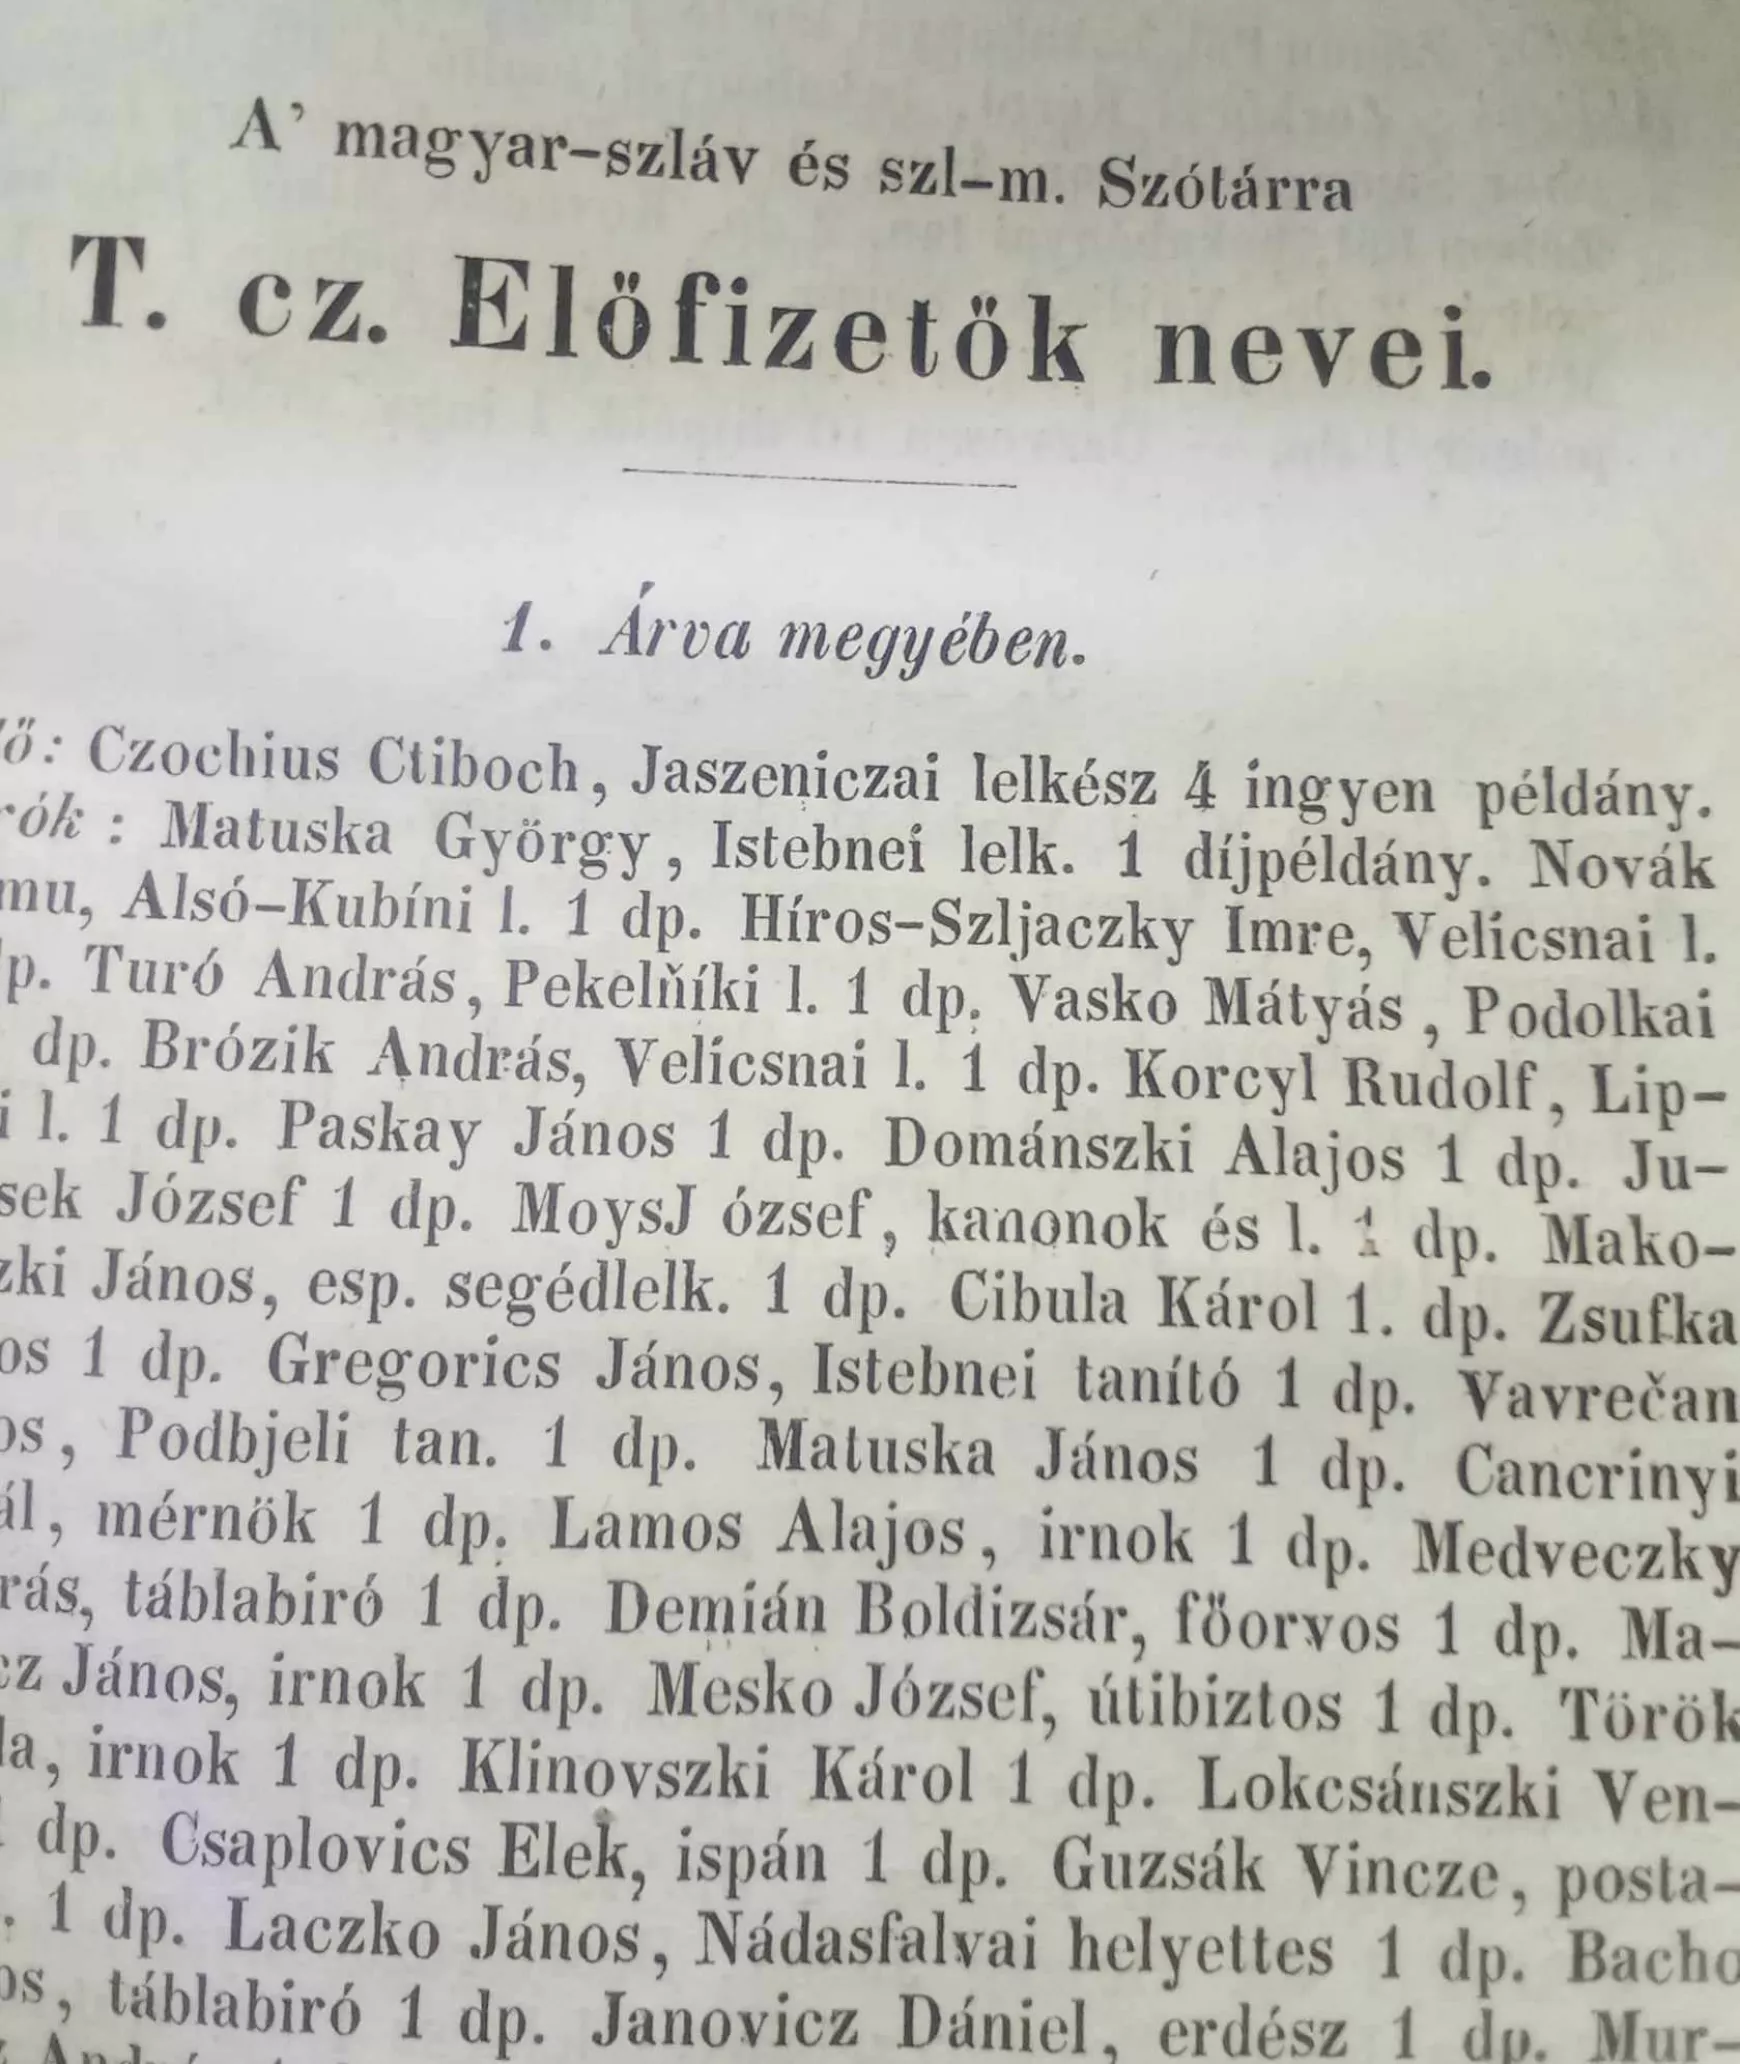 A’ magyar-szláv és szl-m. Szótárra
T. cz. Előfizetők nevei.
1. Árva megyében.
Czochius Ctiboch, Jaszeniczai lelkész 4 ingyen példány.
Matuska György, Istebnei lelk. 1 díjpéldány. Novák
mu, Alsó-Kubíni l. 1 dp. Híros-Szljaczky Imre, Velicsnai l.
p. Turó András, Pekelňíki l. 1 dp. Vasko Mátyás, Podolkai
dp. Brózik András, Velicsnai l. 1 dp. Korcyl Rudolf, Lip-
i l. 1 dp. Paskay János 1 dp. Dománszki Alajos 1 dp. Ju-
sek József 1 dp. MoysJ ózsef, kanonok és l. 1 dp. Mako-
zki János, esp. segédlelk. 1 dp. Cibula Károl 1. dp. Zsufka
os 1 dp. Gregorics János, Istebnei tanító 1 dp. Vavrečan
os, Podbjeli tan. 1 dp. Matuska János 1 dp. Cancrinyi
ál, mérnök 1 dp. Lamos Alajos, irnok 1 dp. Medveczky
rás, táblabiró 1 dp. Demián Boldizsár, főorvos 1 dp. Ma-
cz János, irnok 1 dp. Mesko József, útibiztos 1 dp. Török
la, irnok 1 dp. Klinovszki Károl 1 dp. Lokcsánszki Ven-
dp. Csaplovics Elek, ispán 1 dp. Guzsák Vincze, posta-
. 1 dp. Laczko János, Nádasfalvai helyettes 1 dp. Bacho
os, táblabiró 1 dp. Janovicz Dániel, erdész 1 dp. Mur-